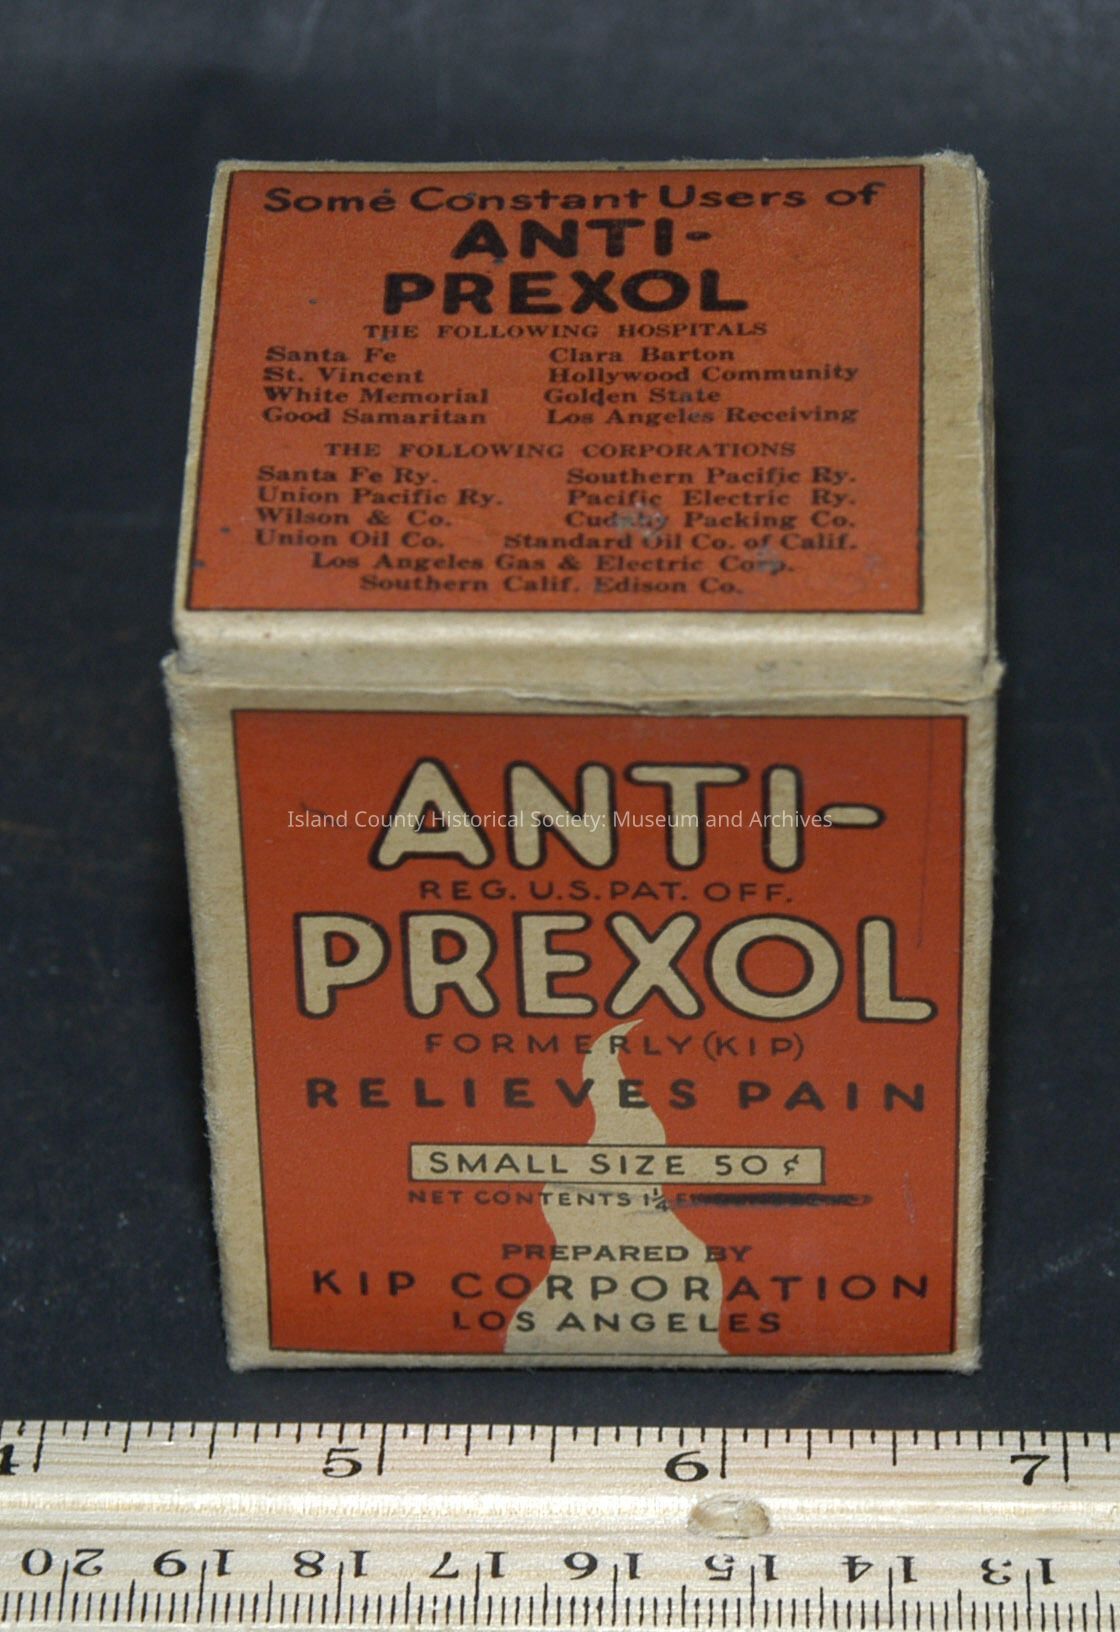 Some Constant Users of
ANTI-
PREXOL
THE FOLLOWING HOSPITALS
Santa Fe Clara Barton
St. Vincent Hollywood Community
White Memorial Golden State
Good Samaritan Los Angeles Receiving
THE FOLLOWING CORPORATIONS
Santa Fe Ry. Southern Pacific Ry.
Union Pacific Ry. Pacific Electric Ry.
Wilson & Co. Cudahy Packing Co.
Union Oil Co. Standard Oil Co. of Calif.
Los Angeles Gas & Electric Corp.
Southern Calif. Edison Co.
ANTI-
Island County Historical Society: Museum and Archives
REG. U.S. PAT. OFF.
PREXOL
FORMERLY (KIP)
RELIEVES PAIN
SMALL SIZE 50¢
NET CONTENTS 1¼
PREPARED BY
KIP CORPORATION
LOS ANGELES
4 5 6 7
20 19 18 17 16 15 14 13